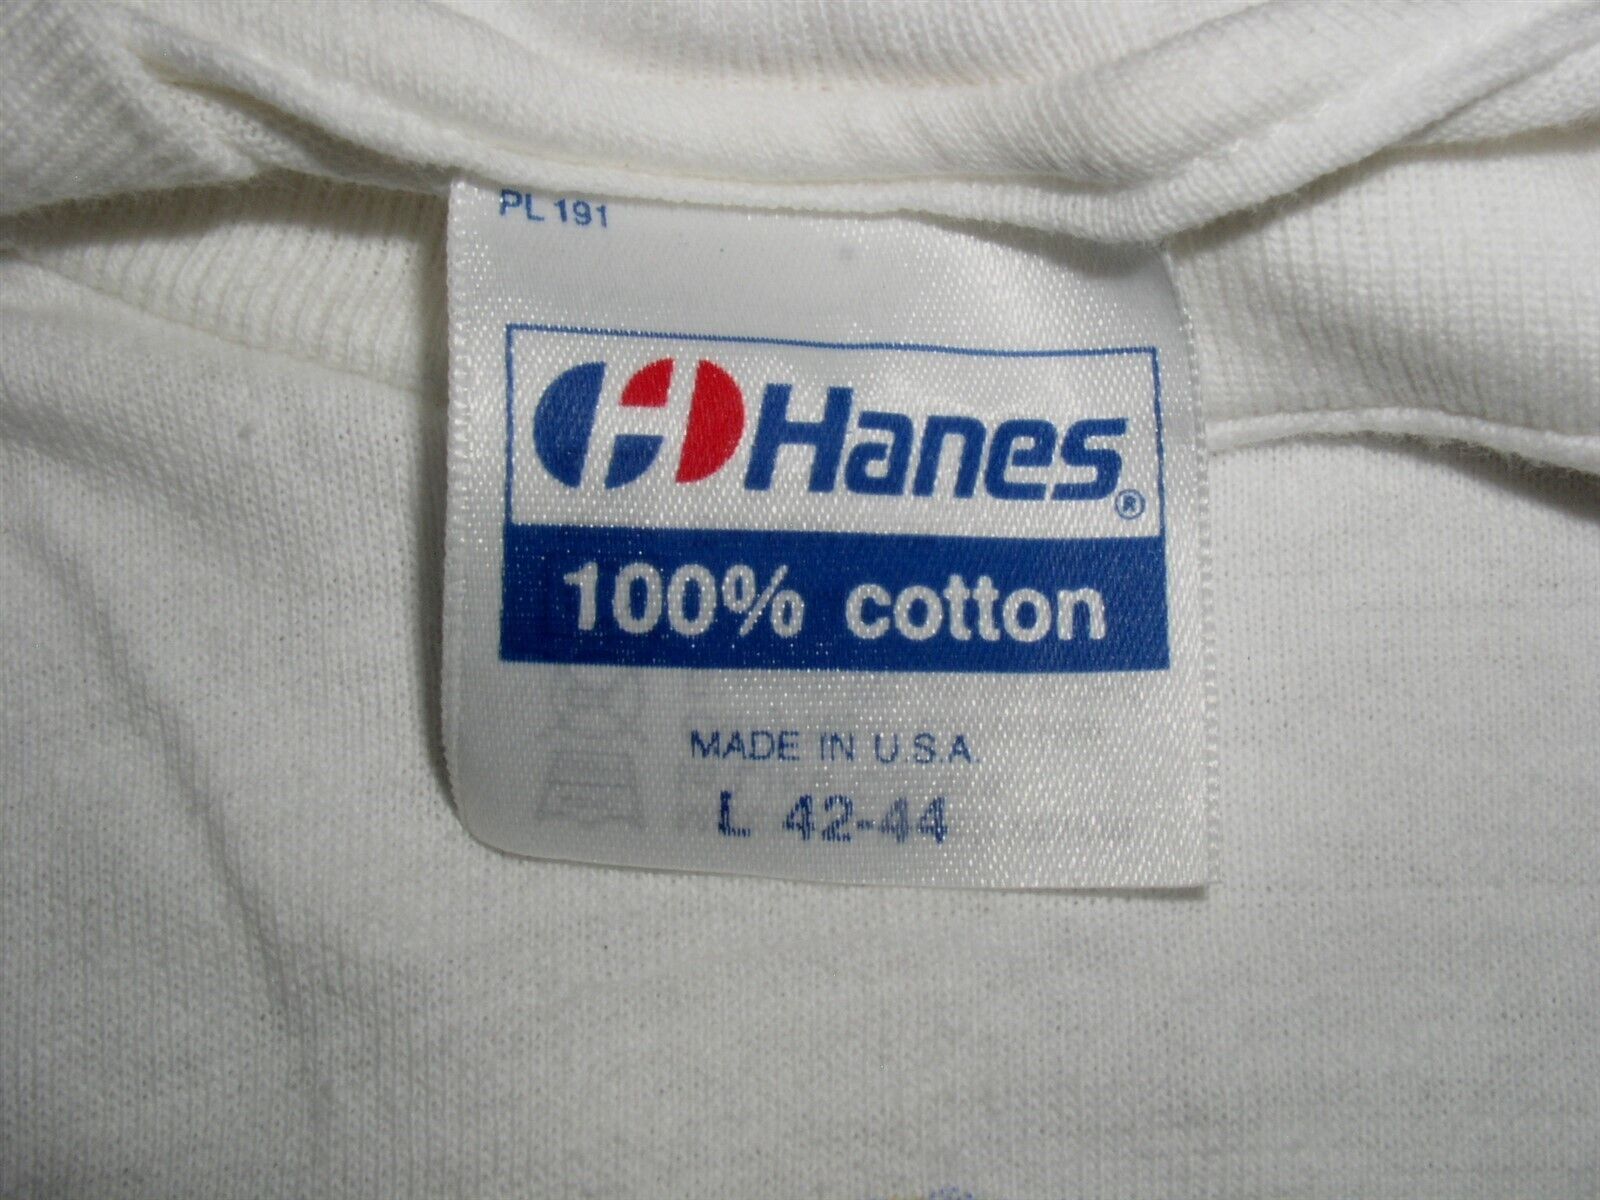 PL 191
Hanes®
100% cotton
MADE IN U.S.A.
L 42-44